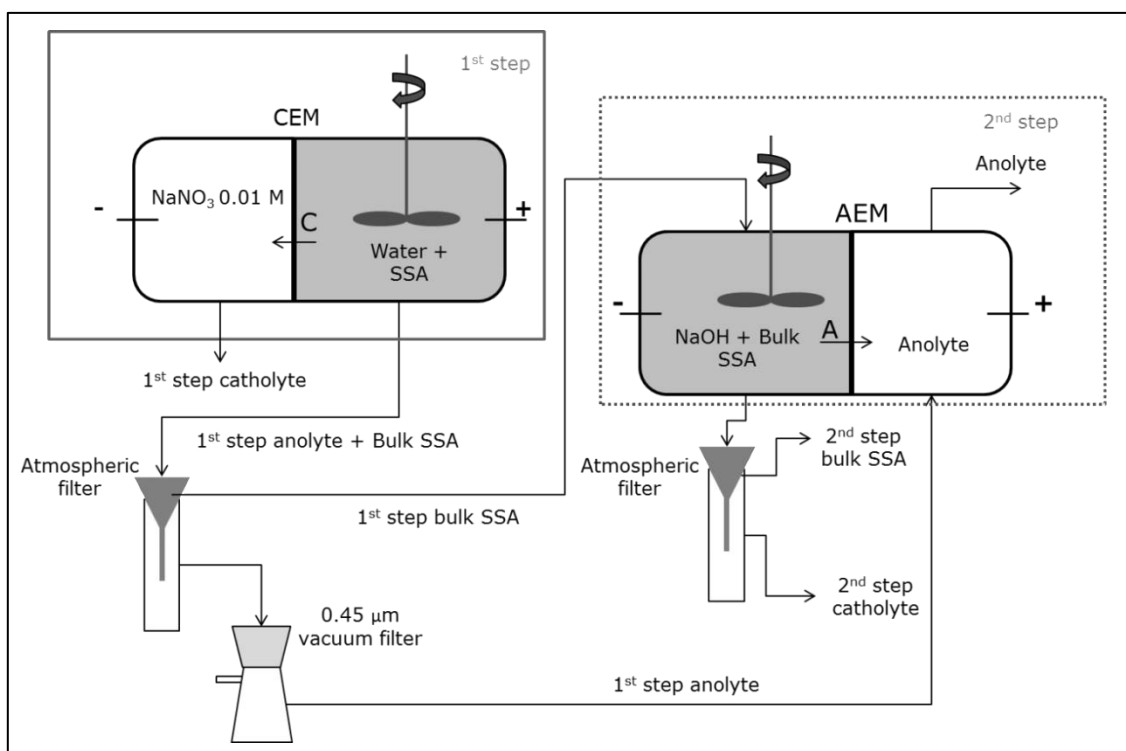 1st step
CEM
NaNO3 0.01 M
-
+
C
Water +
SSA
1st step catholyte
1st step anolyte + Bulk SSA
Atmospheric
filter
1st step bulk SSA
0.45 μm
vacuum filter
1st step anolyte
2nd step
Anolyte
AEM
-
+
A
NaOH + Bulk
SSA
Anolyte
Atmospheric
filter
2nd step
bulk SSA
2nd step
catholyte